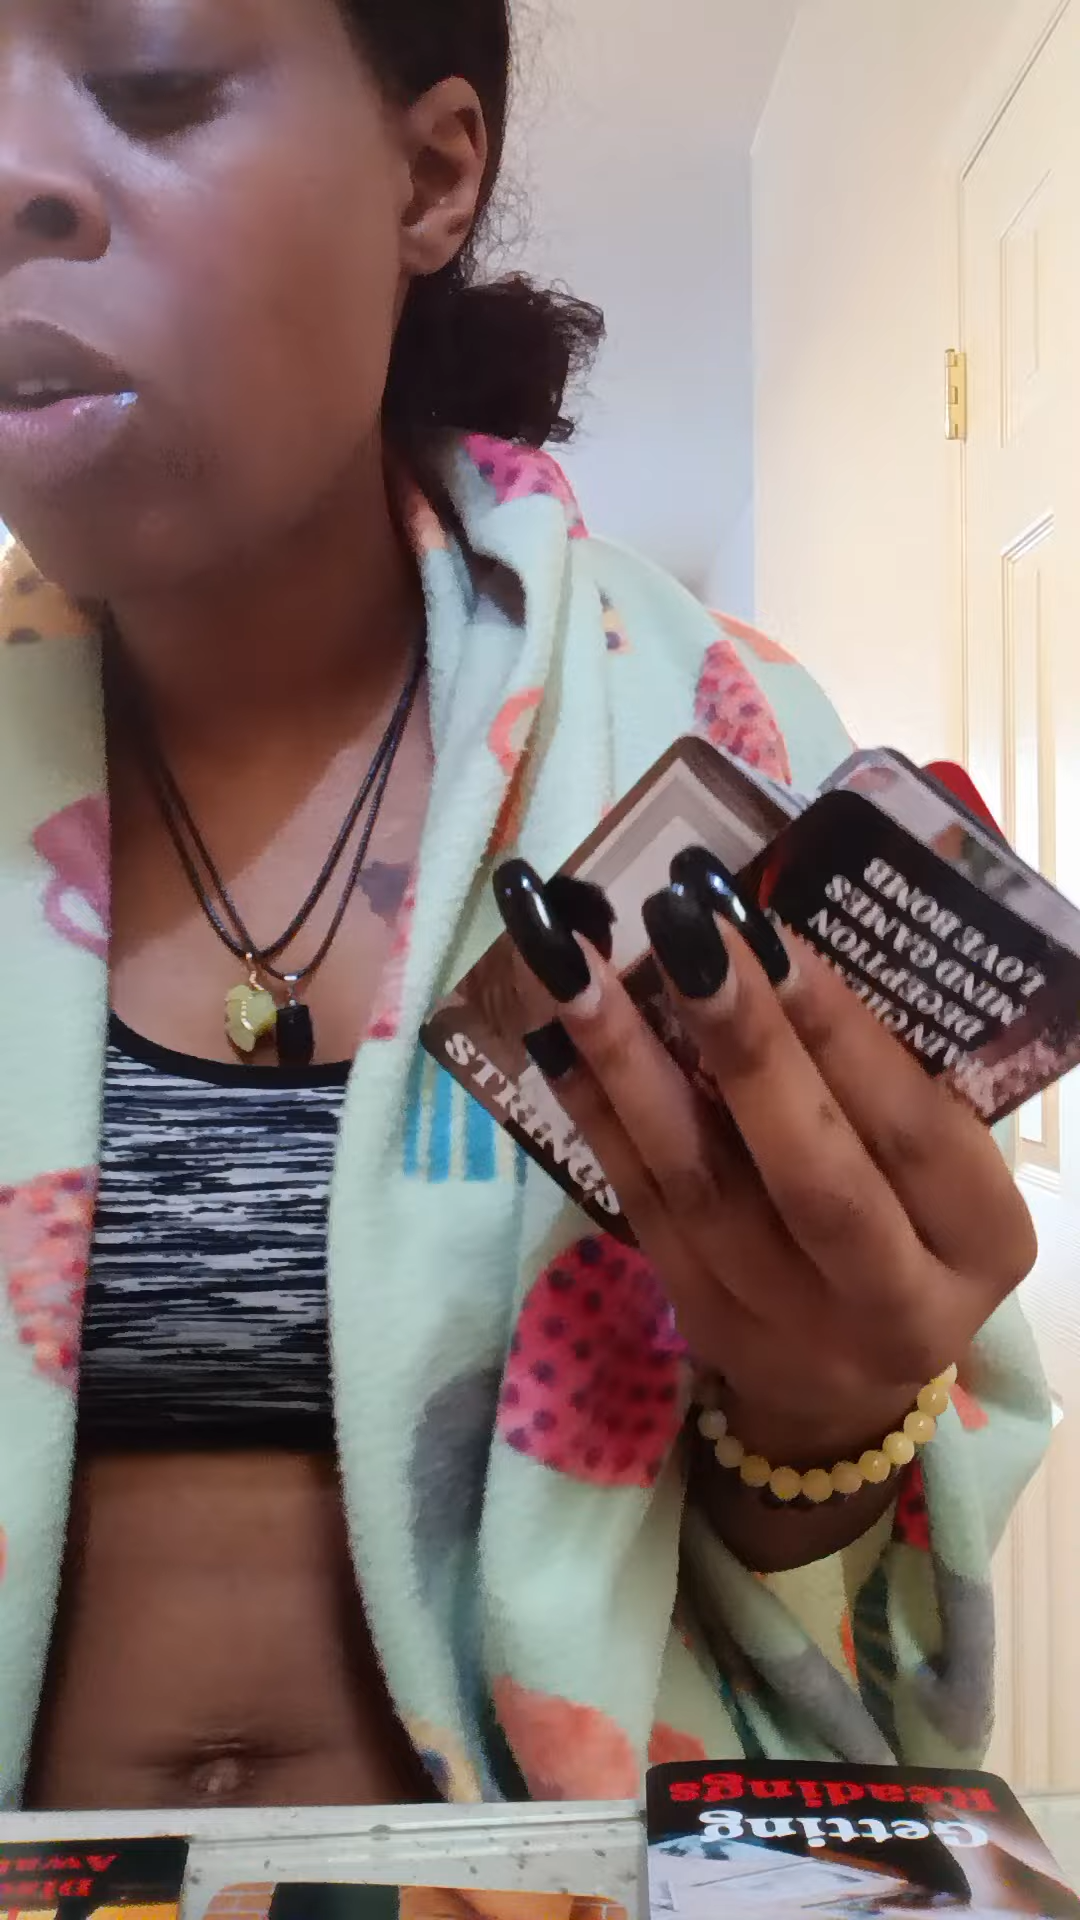 LOVE BOMB
MIND GAMES
DECEPTION
STRINGS
Getting
Readings